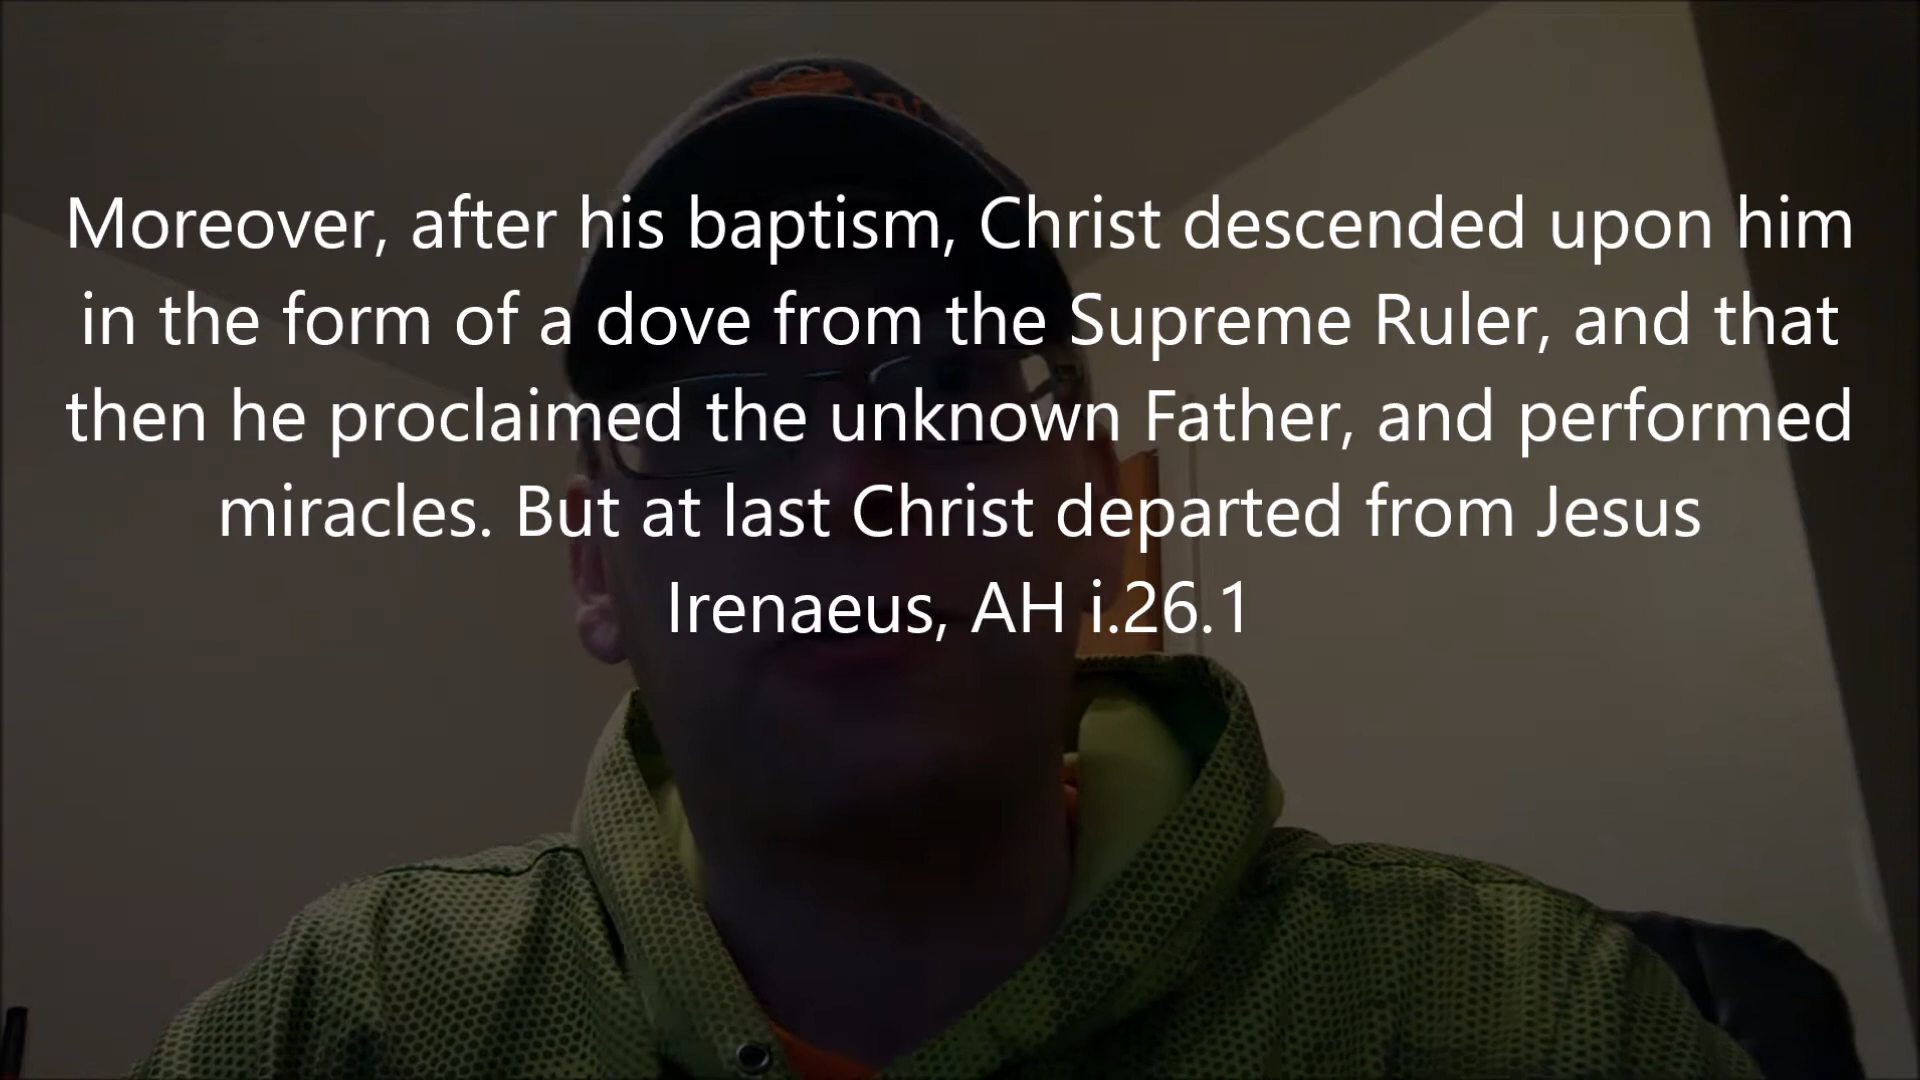 Moreover, after his baptism, Christ descended upon him
in the form of a dove from the Supreme Ruler, and that
then he proclaimed the unknown Father, and performed
miracles. But at last Christ departed from Jesus
Irenaeus, AH i.26.1